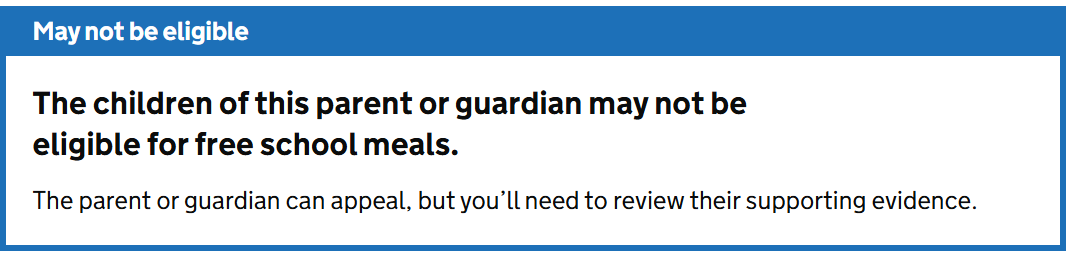 May not be eligible
The children of this parent or guardian may not be
eligible for free school meals.
The parent or guardian can appeal, but you’ll need to review their supporting evidence.